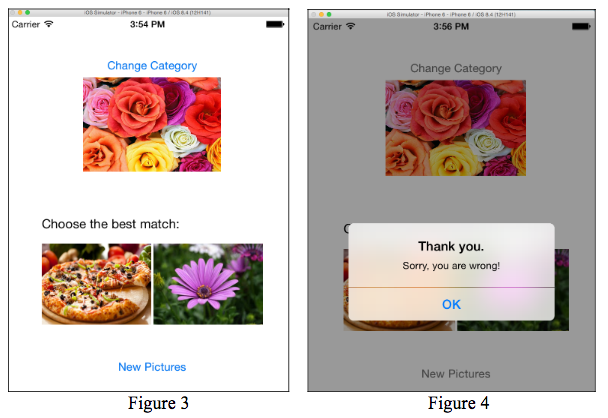 iOS Simulator - iPhone 6 - iPhone 6 / iOS 8.4 (12H141)
Carrier 3:54 PM
Change Category
Choose the best match:
New Pictures
Figure 3
iOS Simulator - iPhone 6 - iPhone 6 / iOS 8.4 (12H141)
Carrier 3:56 PM
Change Category
C
Thank you.
Sorry, you are wrong!
OK
New Pictures
Figure 4